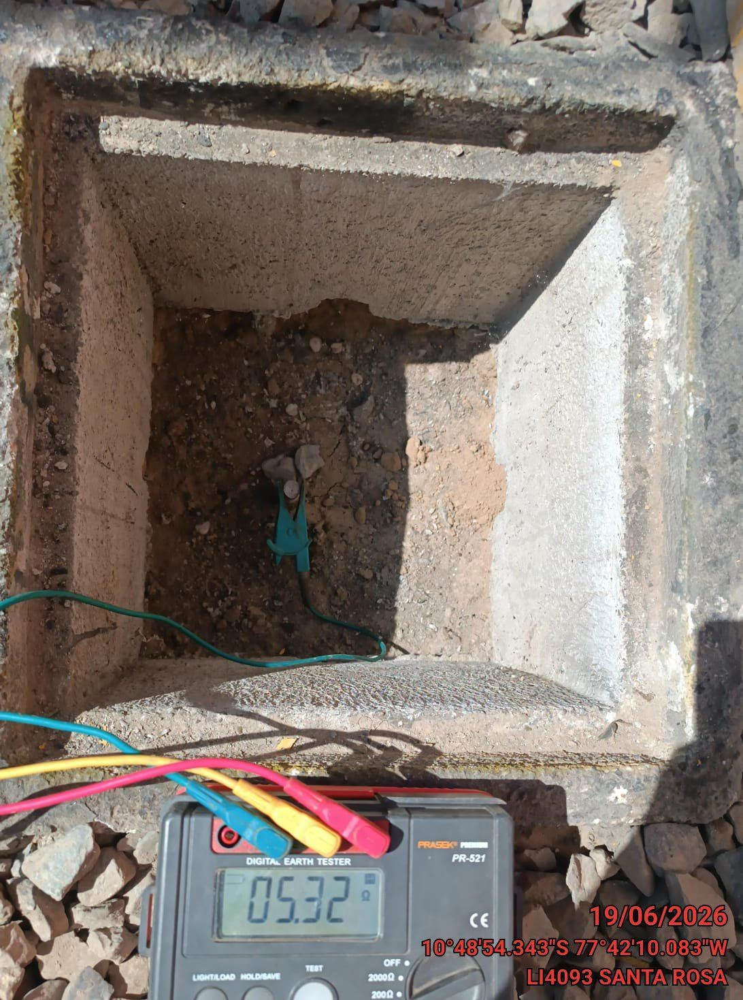 PRASEK® PREMIUM
PR-521
DIGITAL EARTH TESTER
05.32 Ω
CE
19/06/2026
10°48'54.343"S 77°42'10.083"W
LI4093 SANTA ROSA
TEST
LIGHT/LOAD HOLD/SAVE
OFF
2000Ω
200Ω